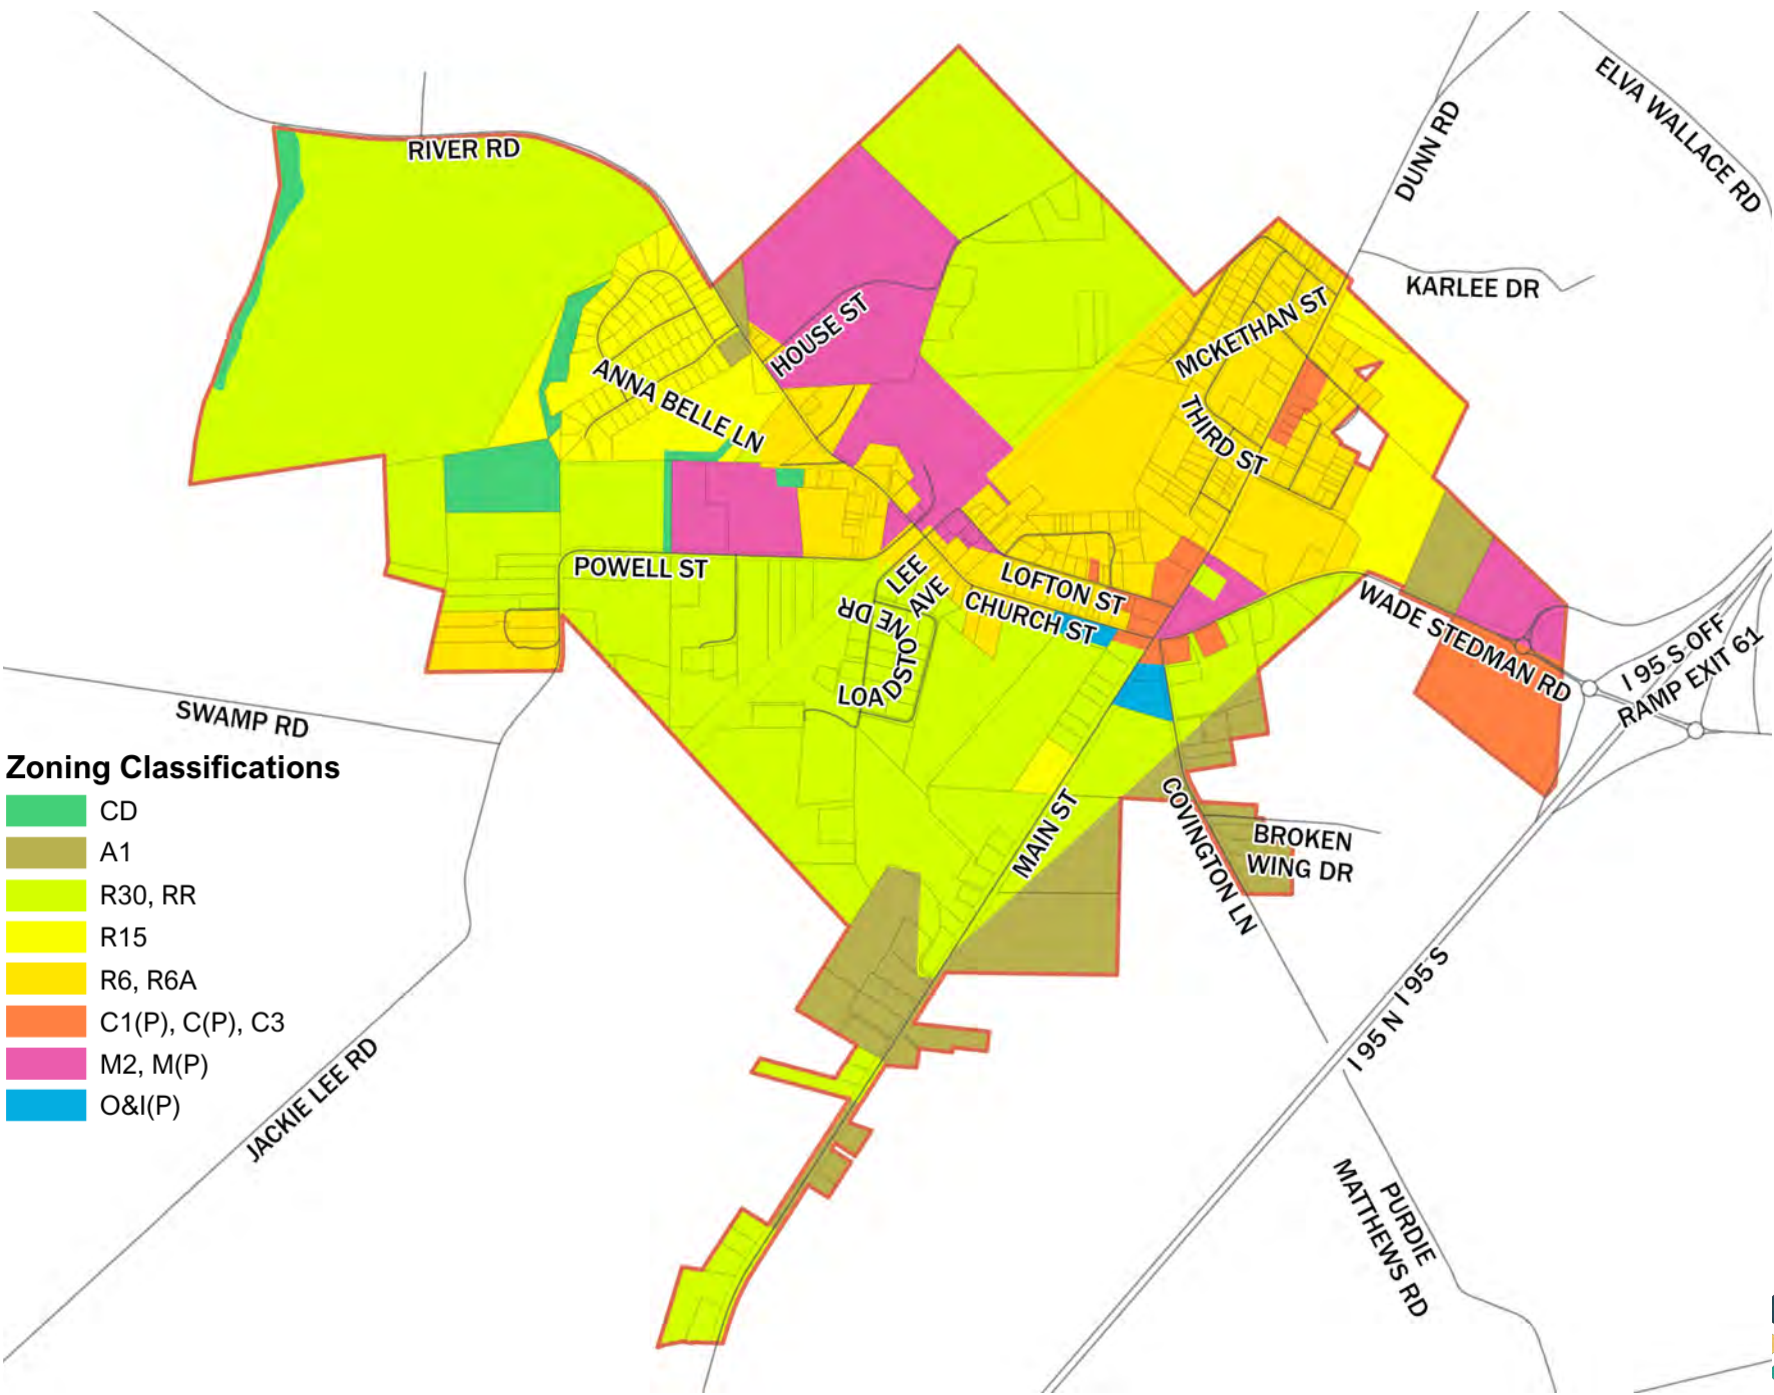 ELVA WALLACE RD
DUNN RD
RIVER RD
KARLEE DR
MCKETHAN ST
HOUSE ST
ANNA BELLE LN
THIRD ST
POWELL ST
LEE
AVE
LOFTON ST
CHURCH ST
LOADSTONE DR
WADE STEDMAN RD
I 95 S OFF
RAMP EXIT 61
SWAMP RD
MAIN ST
COVINGTON LN
BROKEN
WING DR
I 95 N I 95 S
JACKIE LEE RD
PURDIE
MATTHEWS RD
Zoning Classifications
CD
A1
R30, RR
R15
R6, R6A
C1(P), C(P), C3
M2, M(P)
O&I(P)